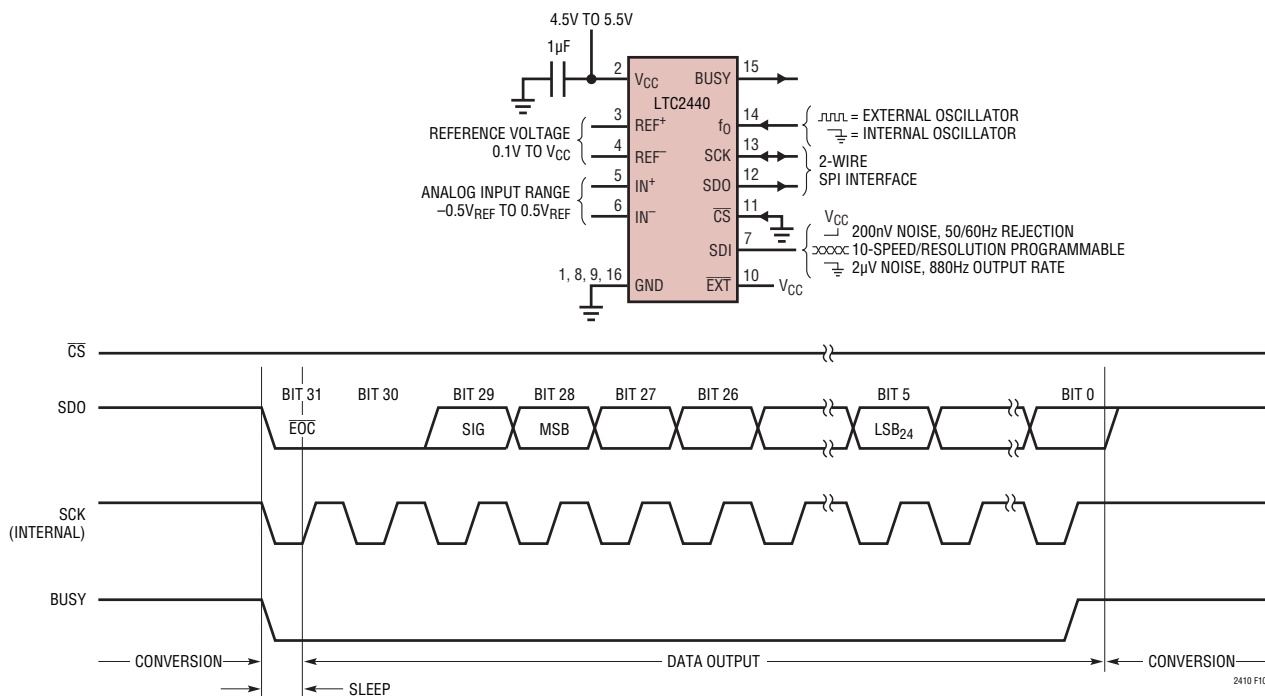 4.5V TO 5.5V
1µF
2
VCC
BUSY
15
LTC2440
REFERENCE VOLTAGE
0.1V TO VCC
3
REF+
4
REF–
fO
14
= EXTERNAL OSCILLATOR
= INTERNAL OSCILLATOR
SCK
13
SDO
12
2-WIRE
SPI INTERFACE
ANALOG INPUT RANGE
–0.5VREF TO 0.5VREF
5
IN+
6
IN–
CS
11
SDI
7
VCC
200nV NOISE, 50/60Hz REJECTION
10-SPEED/RESOLUTION PROGRAMMABLE
2µV NOISE, 880Hz OUTPUT RATE
1, 8, 9, 16
GND
EXT
10
VCC
CS
BIT 31 BIT 30 BIT 29 BIT 28 BIT 27 BIT 26 BIT 5 BIT 0
SDO
EOC SIG MSB LSB24
SCK
(INTERNAL)
BUSY
CONVERSION DATA OUTPUT CONVERSION
SLEEP
2410 F10